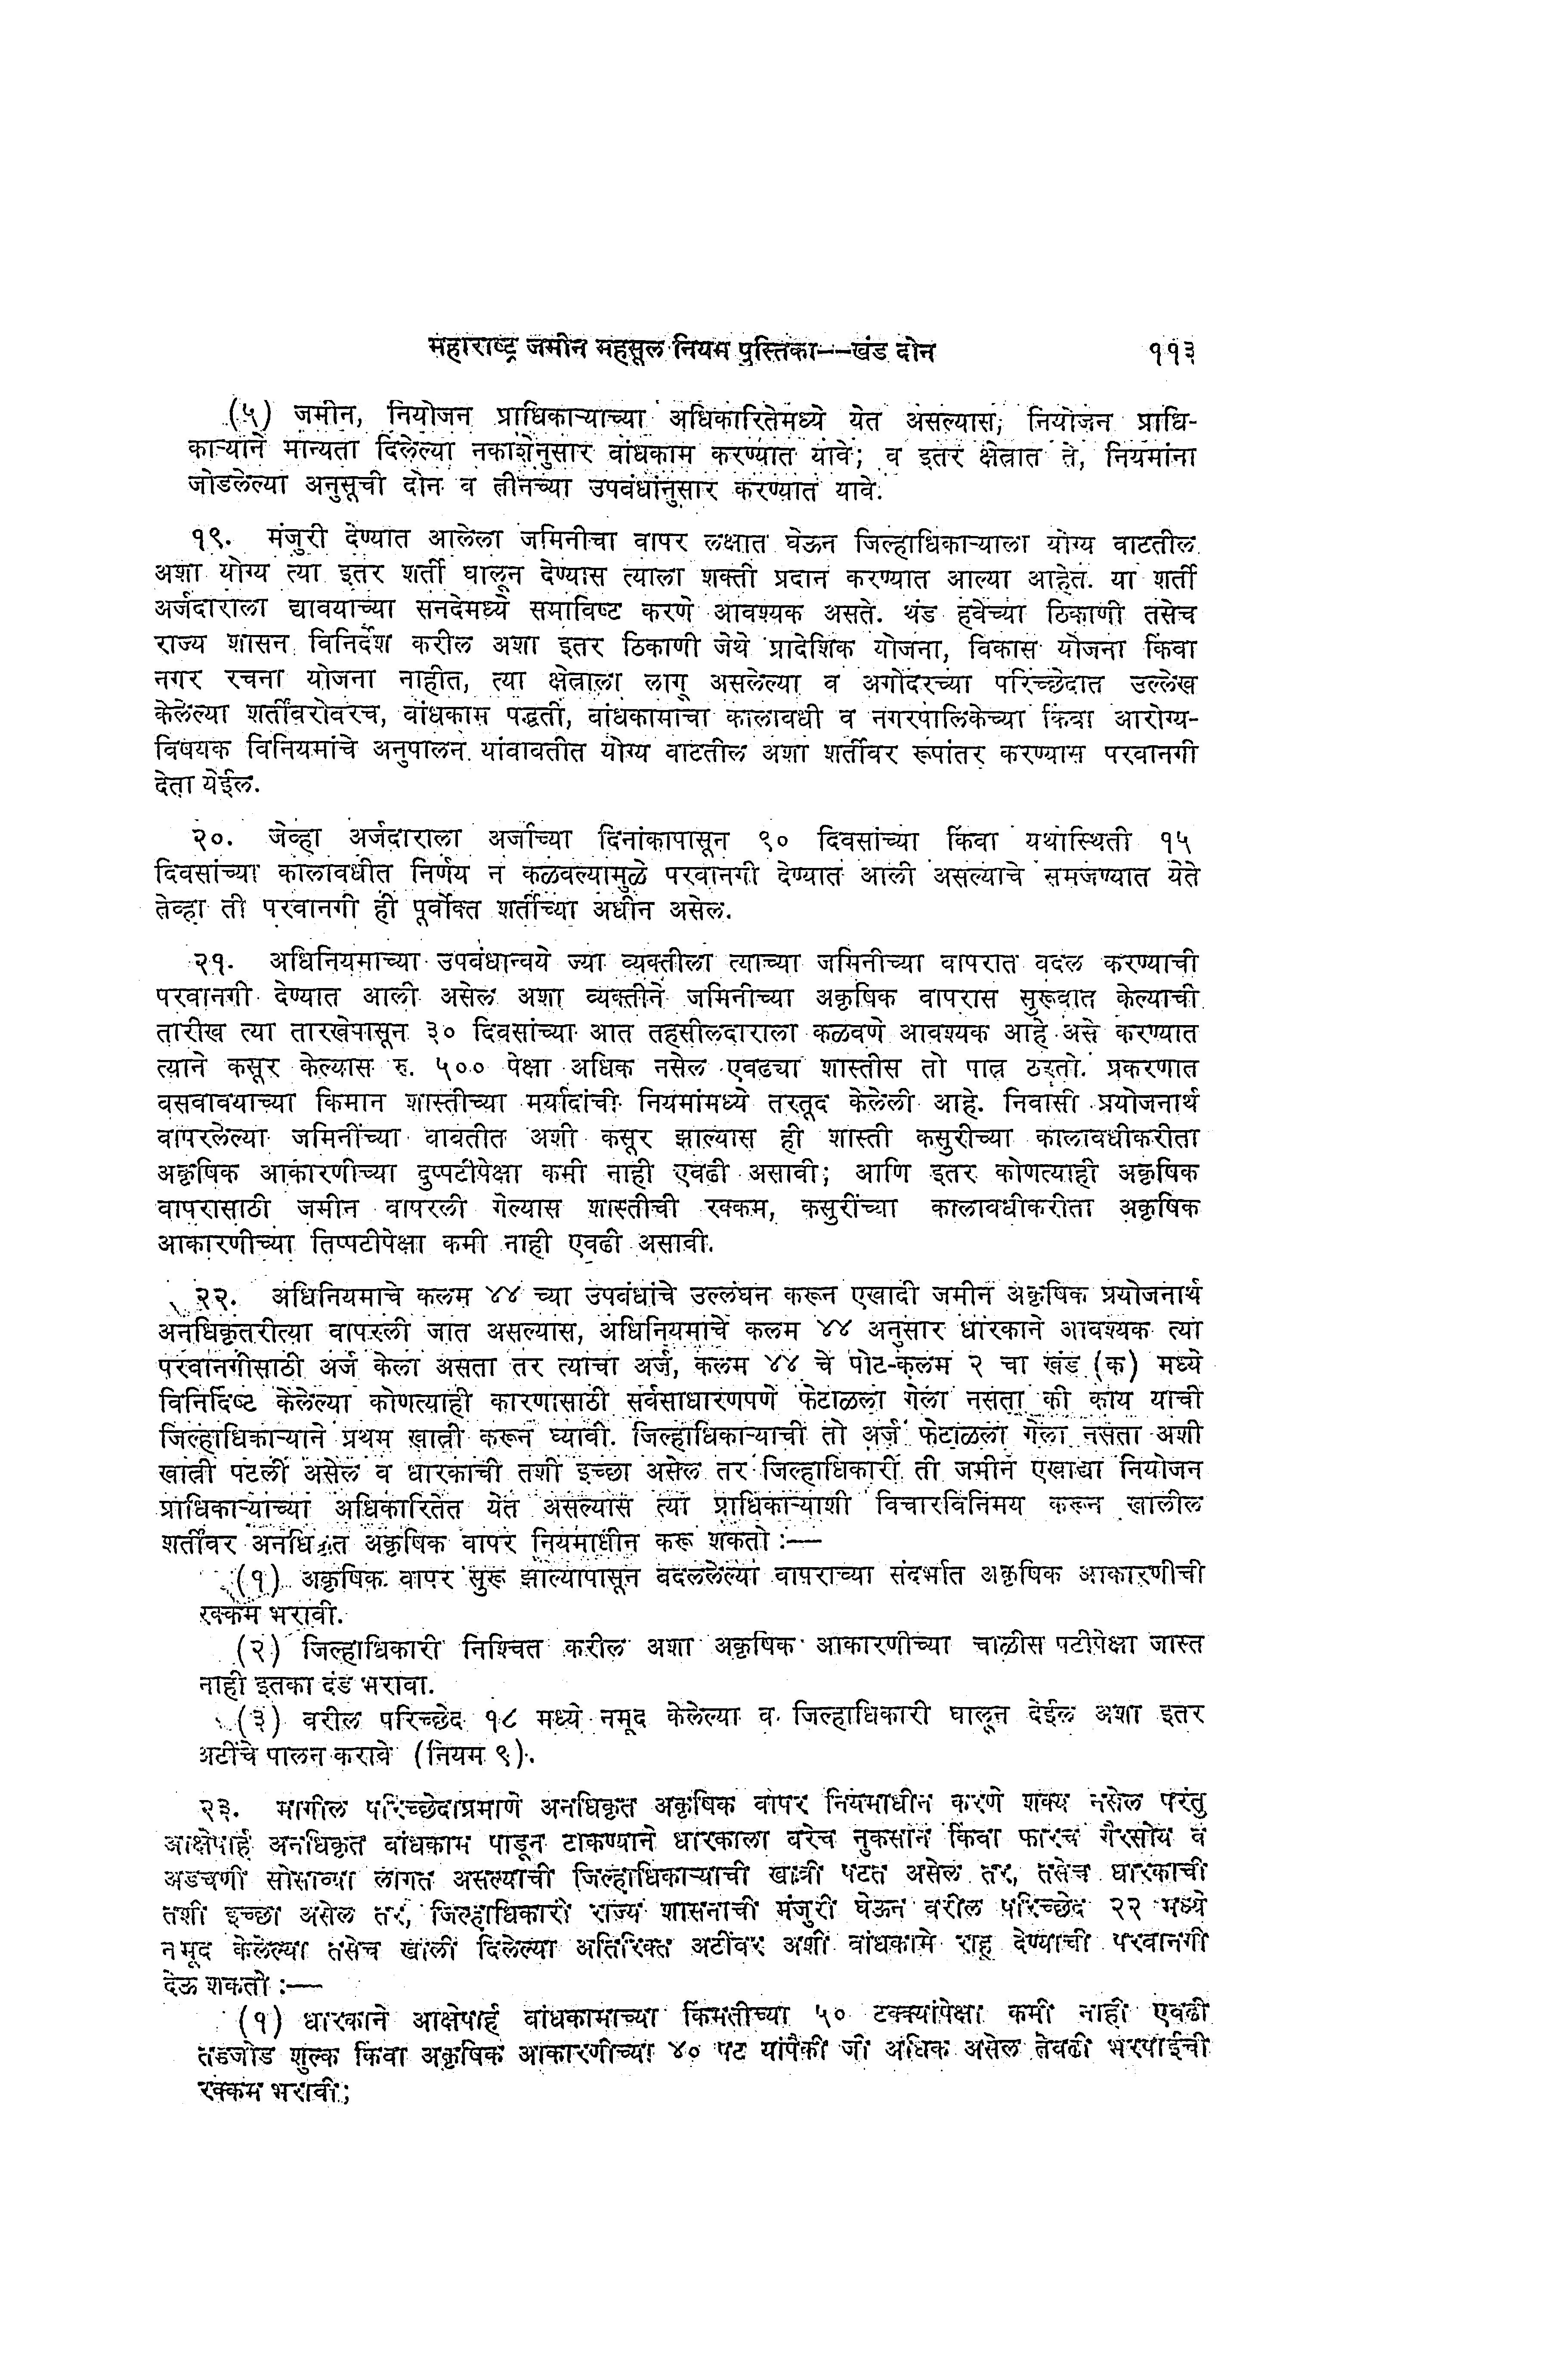 महाराष्ट्र जमीन महसूल नियम पुस्तिका--खंड दोन ११३
(५) जमीन, नियोजन प्राधिकाऱ्याच्या अधिकारितेमध्ये येत असल्यास, नियोजन प्राधि-
काऱ्याने मान्यता दिलेल्या नकाशेनुसार बांधकाम करण्यात यावे; व इतर क्षेत्रात ते, नियमांना
जोडलेल्या अनुसूची दोन व तीनच्या उपबंधांनुसार करण्यात यावे.
१९. मंजुरी देण्यात आलेला जमिनीचा वापर लक्षात घेऊन जिल्हाधिकाऱ्याला योग्य वाटतील
अशा योग्य त्या इतर शर्ती घालून देण्यास त्याला शक्ती प्रदान करण्यात आल्या आहेत. या शर्ती
अर्जदाराला द्यावयाच्या सनदेमध्ये समाविष्ट करणे आवश्यक असते. थंड हवेच्या ठिकाणी तसेच
राज्य शासन विनिर्देश करील अशा इतर ठिकाणी जेथे प्रादेशिक योजना, विकास योजना किंवा
नगर रचना योजना नाहीत, त्या क्षेत्राला लागू असलेल्या व अगोदरच्या परिच्छेदात उल्लेख
केलेल्या शर्तींबरोबरच, बांधकाम पद्धती, बांधकामाचा कालावधी व नगरपालिकेच्या किंवा आरोग्य-
विषयक विनियमांचे अनुपालन यांबाबतीत योग्य वाटतील अशा शर्तीवर रूपांतर करण्यास परवानगी
देता येईल.
२०. जेव्हा अर्जदाराला अर्जाच्या दिनांकापासून ९० दिवसांच्या किंवा यथास्थिती १५
दिवसांच्या कालावधीत निर्णय न कळवल्यामुळे परवानगी देण्यात आली असल्याचे समजण्यात येते
तेव्हा ती परवानगी ही पूर्वोक्त शर्तीच्या अधीन असेल.
२१. अधिनियमाच्या उपबंधान्वये ज्या व्यक्तीला त्याच्या जमिनीच्या वापरात बदल करण्याची
परवानगी देण्यात आली असेल अशा व्यक्तीने जमिनीच्या अकृषिक वापरास सुरूवात केल्याची
तारीख त्या तारखेपासून ३० दिवसांच्या आत तहसीलदाराला कळवणे आवश्यक आहे असे करण्यात
त्याने कसूर केल्यास रु. ५०० पेक्षा अधिक नसेल एवढ्या शास्तीस तो पात्र ठरतो. प्रकरणात
बसवावयाच्या किमान शास्तीच्या मर्यादांची नियमांमध्ये तरतूद केलेली आहे. निवासी प्रयोजनार्थ
वापरलेल्या जमिनींच्या बाबतीत अशी कसूर झाल्यास ही शास्ती कसुरीच्या कालावधीकरीता
अकृषिक आकारणीच्या दुप्पटीपेक्षा कमी नाही एवढी असावी; आणि इतर कोणत्याही अकृषिक
वापरासाठी जमीन वापरली गेल्यास शास्तीची रक्कम, कसुरींच्या कालावधीकरीता अकृषिक
आकारणीच्या तिप्पटीपेक्षा कमी नाही एवढी असावी.
२२. अधिनियमाचे कलम ४४ च्या उपबंधांचे उल्लंघन करून एखादी जमीन अकृषिक प्रयोजनार्थ
अनधिकृतरीत्या वापरली जात असल्यास, अधिनियमाचे कलम ४४ अनुसार धारकाने आवश्यक त्या
परवानगीसाठी अर्ज केला असता तर त्याचा अर्ज, कलम ४४ चे पोट-कलम २ चा खंड (क) मध्ये
विनिर्दिष्ट केलेल्या कोणत्याही कारणासाठी सर्वसाधारणपणे फेटाळला गेला नसता की काय याची
जिल्हाधिकाऱ्याने प्रथम खात्री करून घ्यावी. जिल्हाधिकाऱ्याची तो अर्ज फेटाळला गेला नसता अशी
खात्री पटली असेल व धारकाची तशी इच्छा असेल तर जिल्हाधिकारी ती जमीन एखाद्या नियोजन
प्राधिकाऱ्याच्या अधिकारितेत येत असल्यास त्या प्राधिकाऱ्याशी विचारविनिमय करून खालील
शर्तीवर अकृषिक वापर नियमाधीन करू शकतो :—
(१) अकृषिक वापर सुरू झाल्यापासून बदललेल्या वापराच्या संदर्भात अकृषिक आकारणीची
रक्कम भरावी.
(२) जिल्हाधिकारी निश्चित करील अशा अकृषिक आकारणीच्या चाळीस पटीपेक्षा जास्त
नाही इतका दंड भरावा.
(३) वरील परिच्छेद १८ मध्ये नमूद केलेल्या व जिल्हाधिकारी घालून देईल अशा इतर
अटींचे पालन करावे (नियम ९).
२३. मागील परिच्छेदाप्रमाणे अनधिकृत अकृषिक वापर नियमाधीन करणे शक्य नसेल परंतु
आक्षेपार्ह अनधिकृत बांधकाम पाडून टाकण्याने धारकाला बरेच नुकसान किंवा फारच गैरसोय व
अडचणी सोसाव्या लागत असल्याची जिल्हाधिकाऱ्याची खात्री पटत असेल तर, तसेच धारकाची
तशी इच्छा असेल तर, जिल्हाधिकारी राज्य शासनाची मंजुरी घेऊन वरील परिच्छेद २२ मध्ये
नमूद केलेल्या तसेच खाली दिलेल्या अतिरिक्त अटींवर अशी बांधकामे राहू देण्याची परवानगी
देऊ शकतो :—
(१) धारकाने आक्षेपार्ह बांधकामाच्या किंमतीच्या ५० टक्क्यांपेक्षा कमी नाही एवढी
तडजोड शुल्क किंवा अकृषिक आकारणीच्या ४० पट यांपैकी जी अधिक असेल तेवढी भरपाईची
रक्कम भरावी;